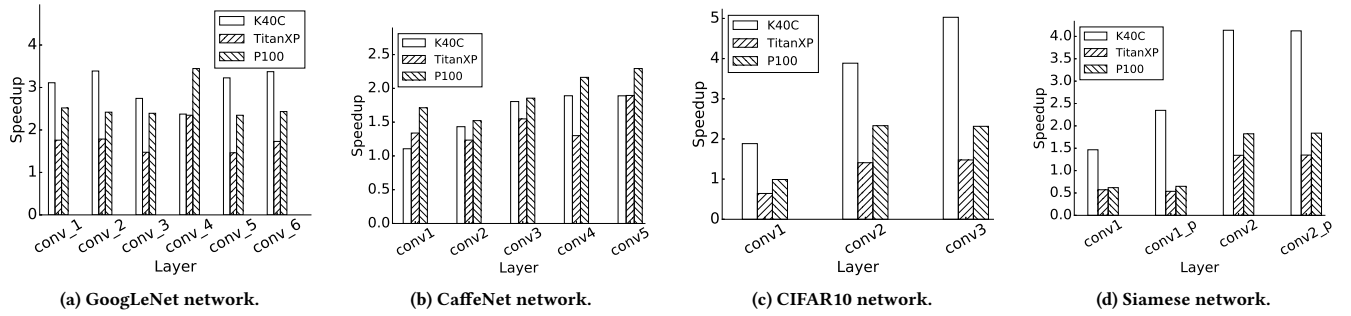 Speedup
4
3
2
1
0
K40C
TitanXP
P100
conv_1 conv_2 conv_3 conv_4 conv_5 conv_6
Layer
(a) GoogLeNet network.
Speedup
2.5
2.0
1.5
1.0
0.5
0.0
K40C
TitanXP
P100
conv1 conv2 conv3 conv4 conv5
Layer
(b) CaffeNet network.
Speedup
5
4
3
2
1
0
K40C
TitanXP
P100
conv1 conv2 conv3
Layer
(c) CIFAR10 network.
Speedup
4.0
3.5
3.0
2.5
2.0
1.5
1.0
0.5
0.0
K40C
TitanXP
P100
conv1 conv1_p conv2 conv2_p
Layer
(d) Siamese network.